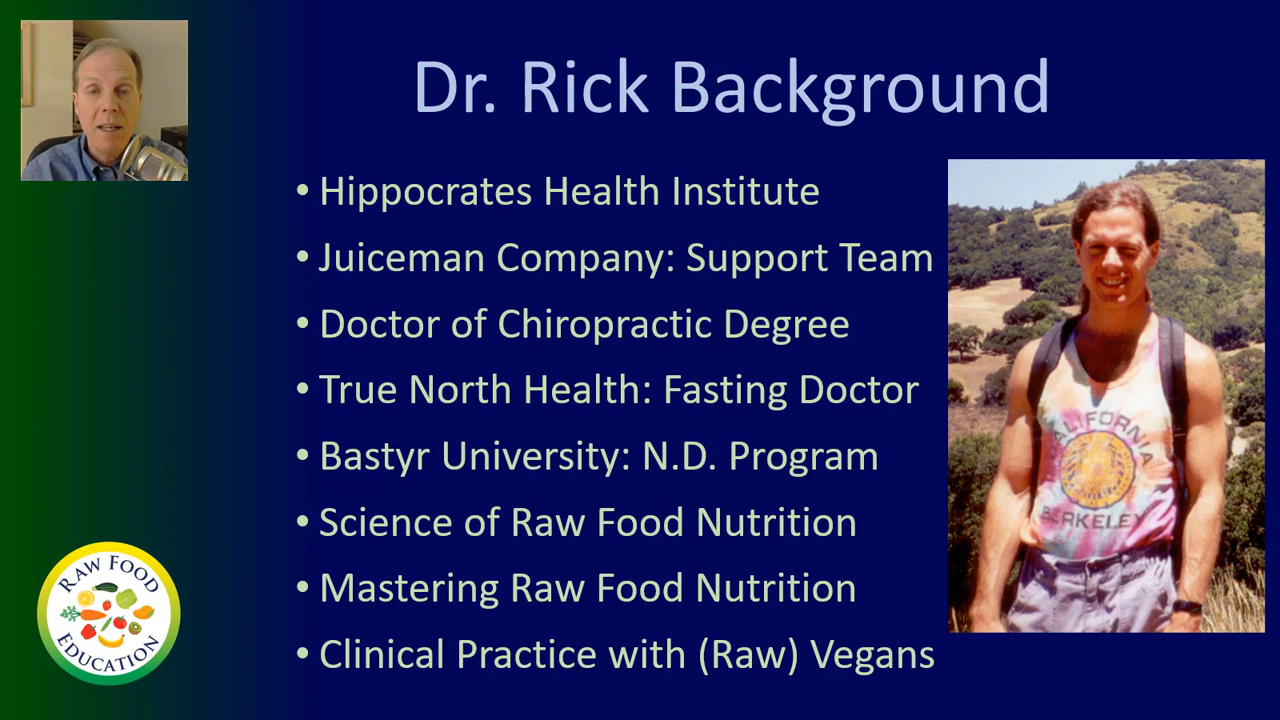 Dr. Rick Background
• Hippocrates Health Institute
• Juiceman Company: Support Team
• Doctor of Chiropractic Degree
• True North Health: Fasting Doctor
• Bastyr University: N.D. Program
• Science of Raw Food Nutrition
• Mastering Raw Food Nutrition
• Clinical Practice with (Raw) Vegans
CALIFORNIA
BERKELEY
RAW FOOD
EDUCATION